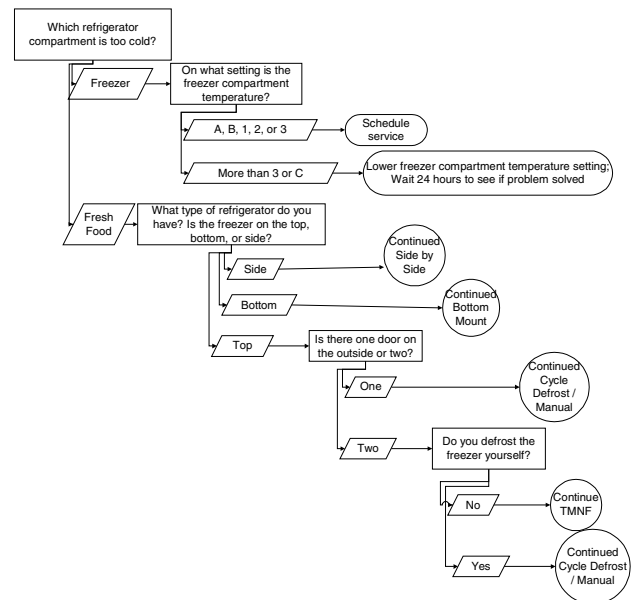 Which refrigerator
compartment is too cold?
Freezer
On what setting is the
freezer compartment
temperature?
A, B, 1, 2, or 3
Schedule
service
More than 3 or C
Lower freezer compartment temperature setting;
Wait 24 hours to see if problem solved
Fresh
Food
What type of refrigerator do you
have? Is the freezer on the top,
bottom, or side?
Side
Continued
Side by
Side
Bottom
Continued
Bottom
Mount
Top
Is there one door on
the outside or two?
One
Continued
Cycle
Defrost /
Manual
Two
Do you defrost the
freezer yourself?
No
Continue
TMNF
Yes
Continued
Cycle Defrost
/ Manual